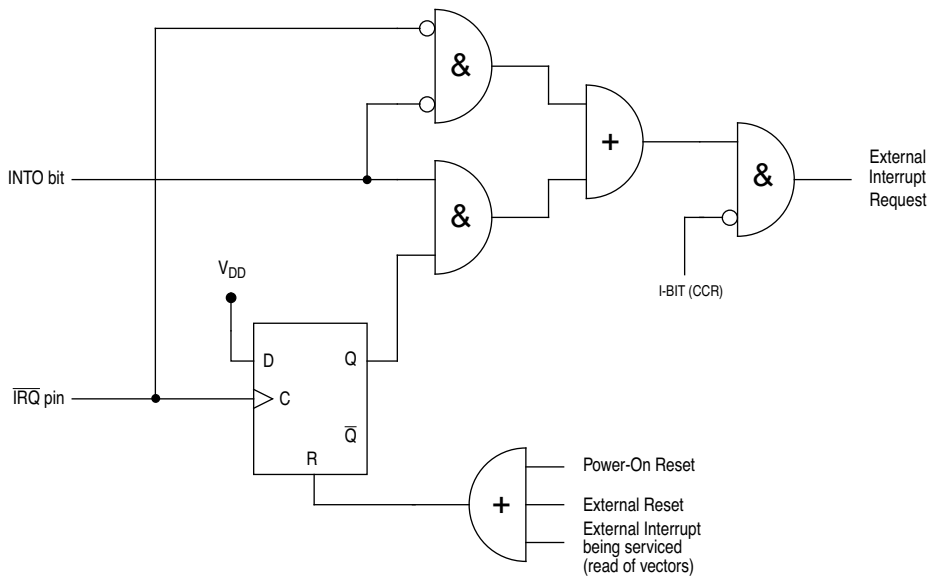 &
INTO bit
+
&
External
Interrupt
Request
&
V_DD
I-BIT (CCR)
D
Q
I̅R̅Q̅ pin
C
Q̅
R
Power-On Reset
+
External Reset
External Interrupt
being serviced
(read of vectors)